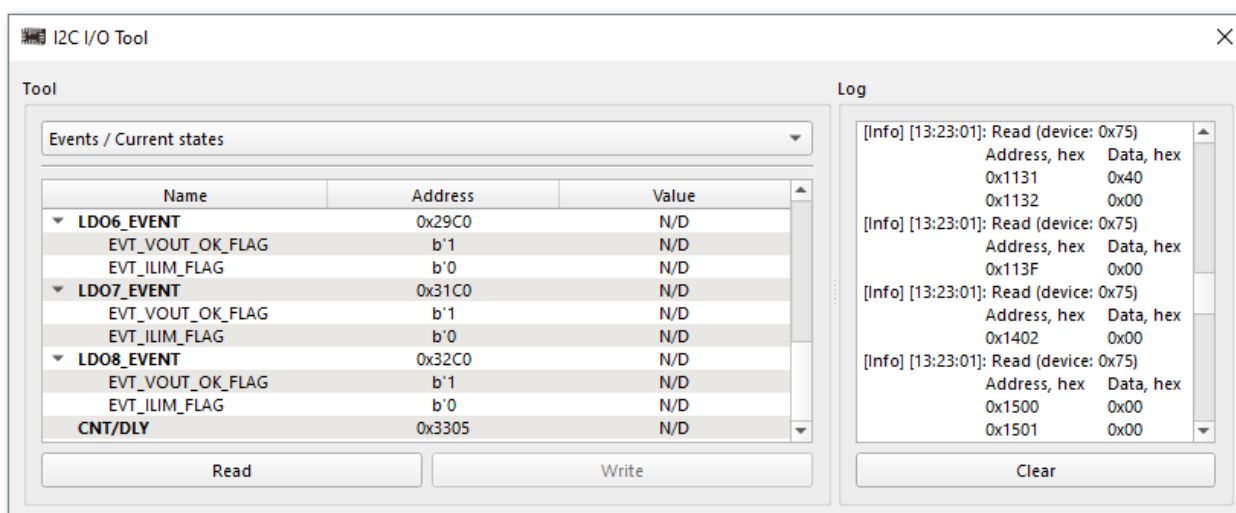 I2C I/O Tool
Tool
Events / Current states
Name Address Value
LDO6_EVENT 0x29C0 N/D
EVT_VOUT_OK_FLAG b'1 N/D
EVT_ILIM_FLAG b'0 N/D
LDO7_EVENT 0x31C0 N/D
EVT_VOUT_OK_FLAG b'1 N/D
EVT_ILIM_FLAG b'0 N/D
LDO8_EVENT 0x32C0 N/D
EVT_VOUT_OK_FLAG b'1 N/D
EVT_ILIM_FLAG b'0 N/D
CNT/DLY 0x3305 N/D
Read Write
Log
[Info] [13:23:01]: Read (device: 0x75)
Address, hex Data, hex
0x1131 0x40
0x1132 0x00
[Info] [13:23:01]: Read (device: 0x75)
Address, hex Data, hex
0x113F 0x00
[Info] [13:23:01]: Read (device: 0x75)
Address, hex Data, hex
0x1402 0x00
[Info] [13:23:01]: Read (device: 0x75)
Address, hex Data, hex
0x1500 0x00
0x1501 0x00
Clear